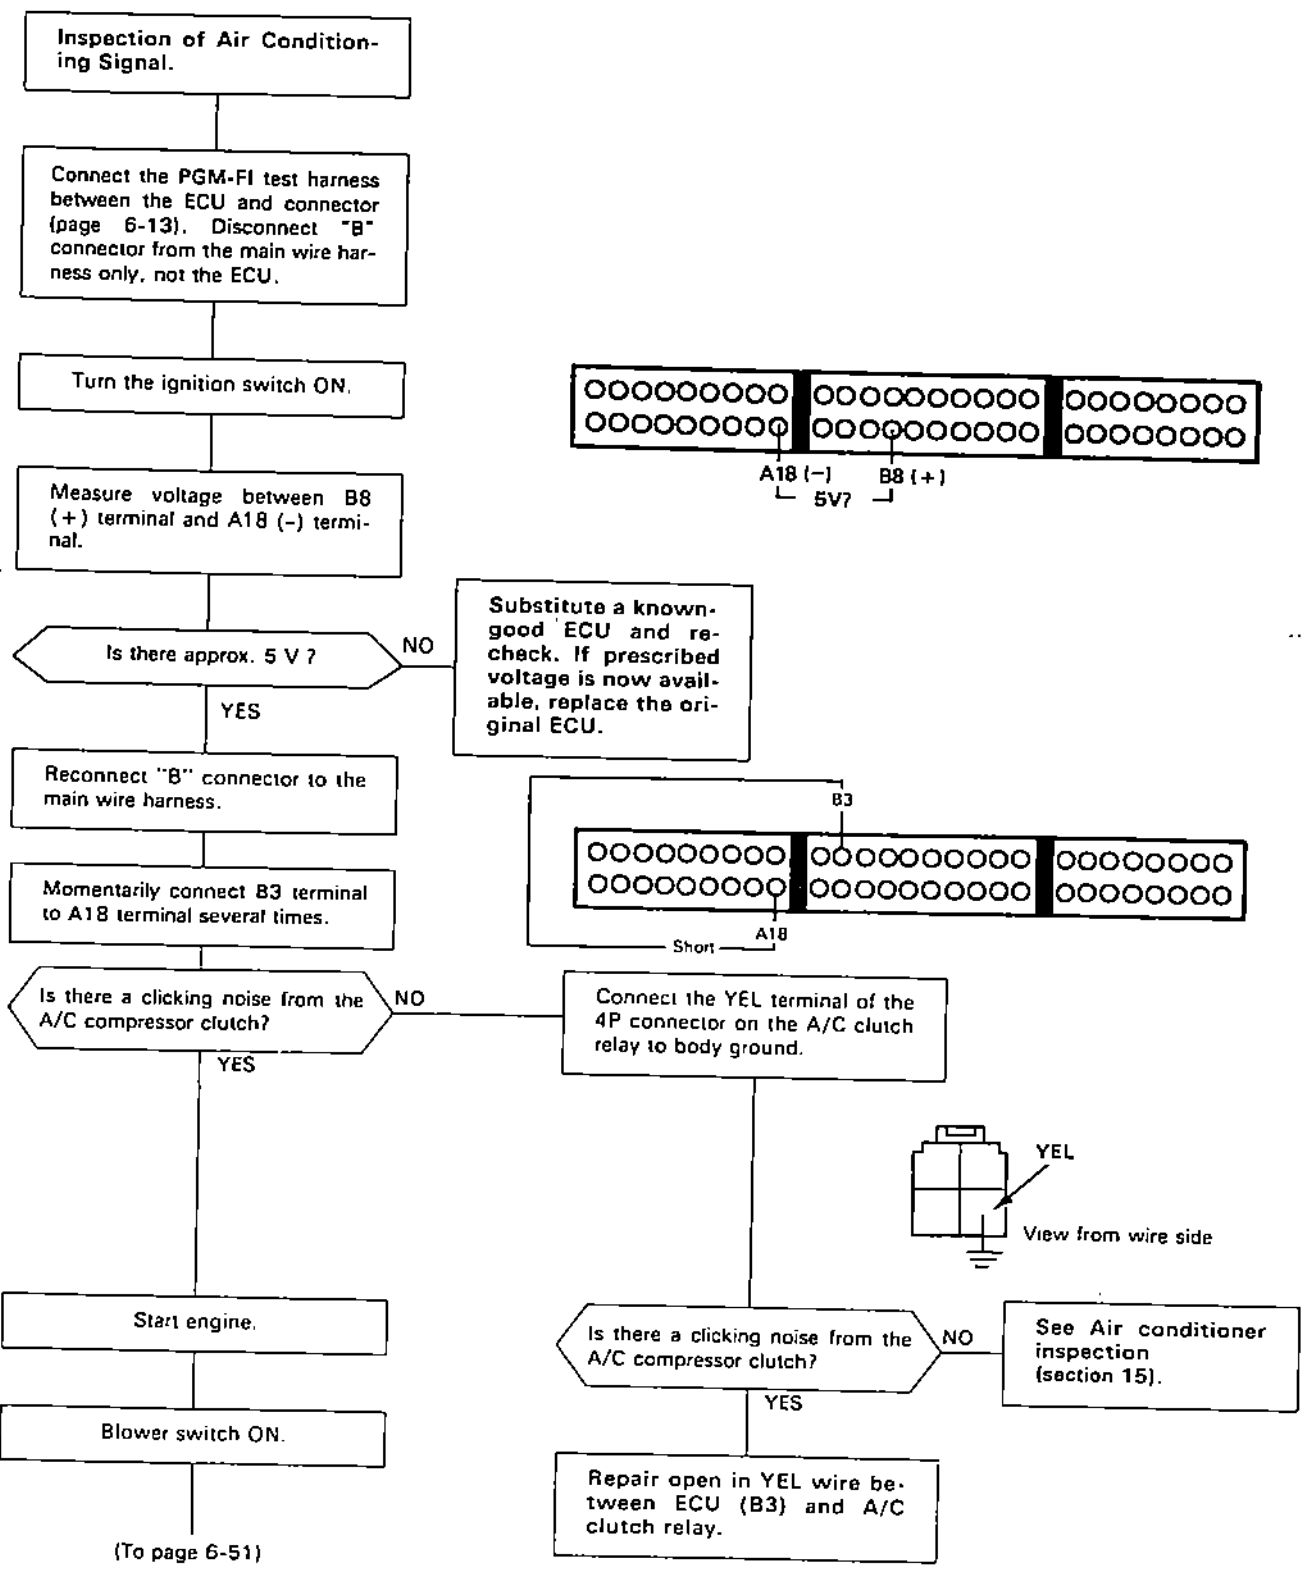 Inspection of Air Condition-
ing Signal.
Connect the PGM-FI test harness
between the ECU and connector
(page 6-13). Disconnect "B"
connector from the main wire har-
ness only, not the ECU.
Turn the ignition switch ON.
A18 (–) B8 (+)
5V?
Measure voltage between B8
(+) terminal and A18 (–) termi-
nal.
Is there approx. 5 V ?
NO
Substitute a known-
good ECU and re-
check. If prescribed
voltage is now avail-
able, replace the ori-
ginal ECU.
YES
Reconnect "B" connector to the
main wire harness.
B3
Momentarily connect B3 terminal
to A18 terminal several times.
A18
Short
Is there a clicking noise from the
A/C compressor clutch?
NO
Connect the YEL terminal of the
4P connector on the A/C clutch
relay to body ground.
YES
YEL
View from wire side
Start engine.
Is there a clicking noise from the
A/C compressor clutch?
NO
See Air conditioner
inspection
(section 15).
YES
Blower switch ON.
Repair open in YEL wire be-
tween ECU (B3) and A/C
clutch relay.
(To page 6-51)